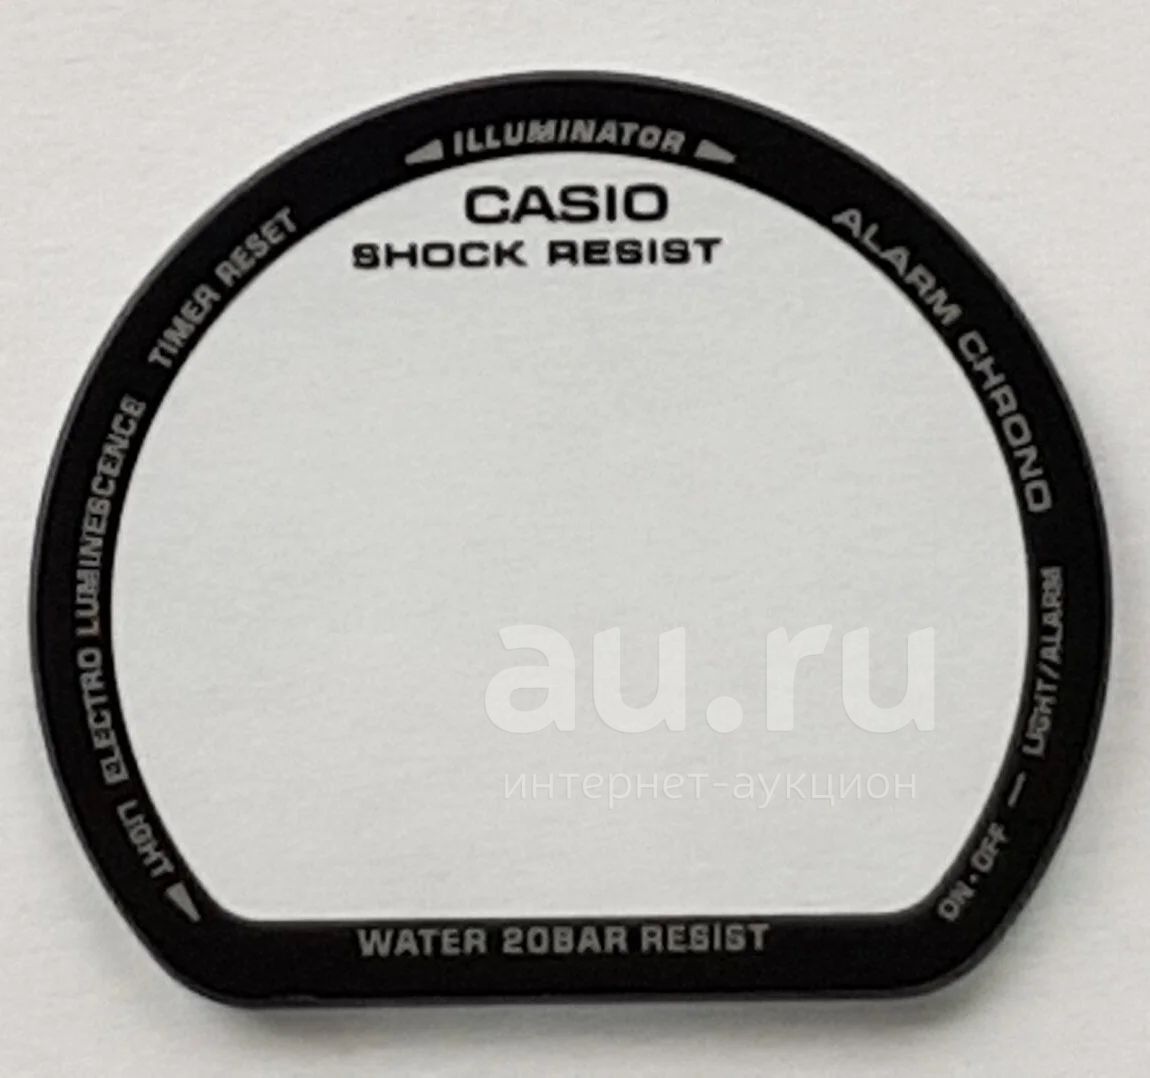 ILLUMINATOR
CASIO
SHOCK RESIST
TIMER RESET
ALARM CHRONO
ELECTRO LUMINESCENCE
LIGHT/ALARM
LIGHT
ON·OFF —
WATER 20BAR RESIST
au.ru
интернет-аукцион